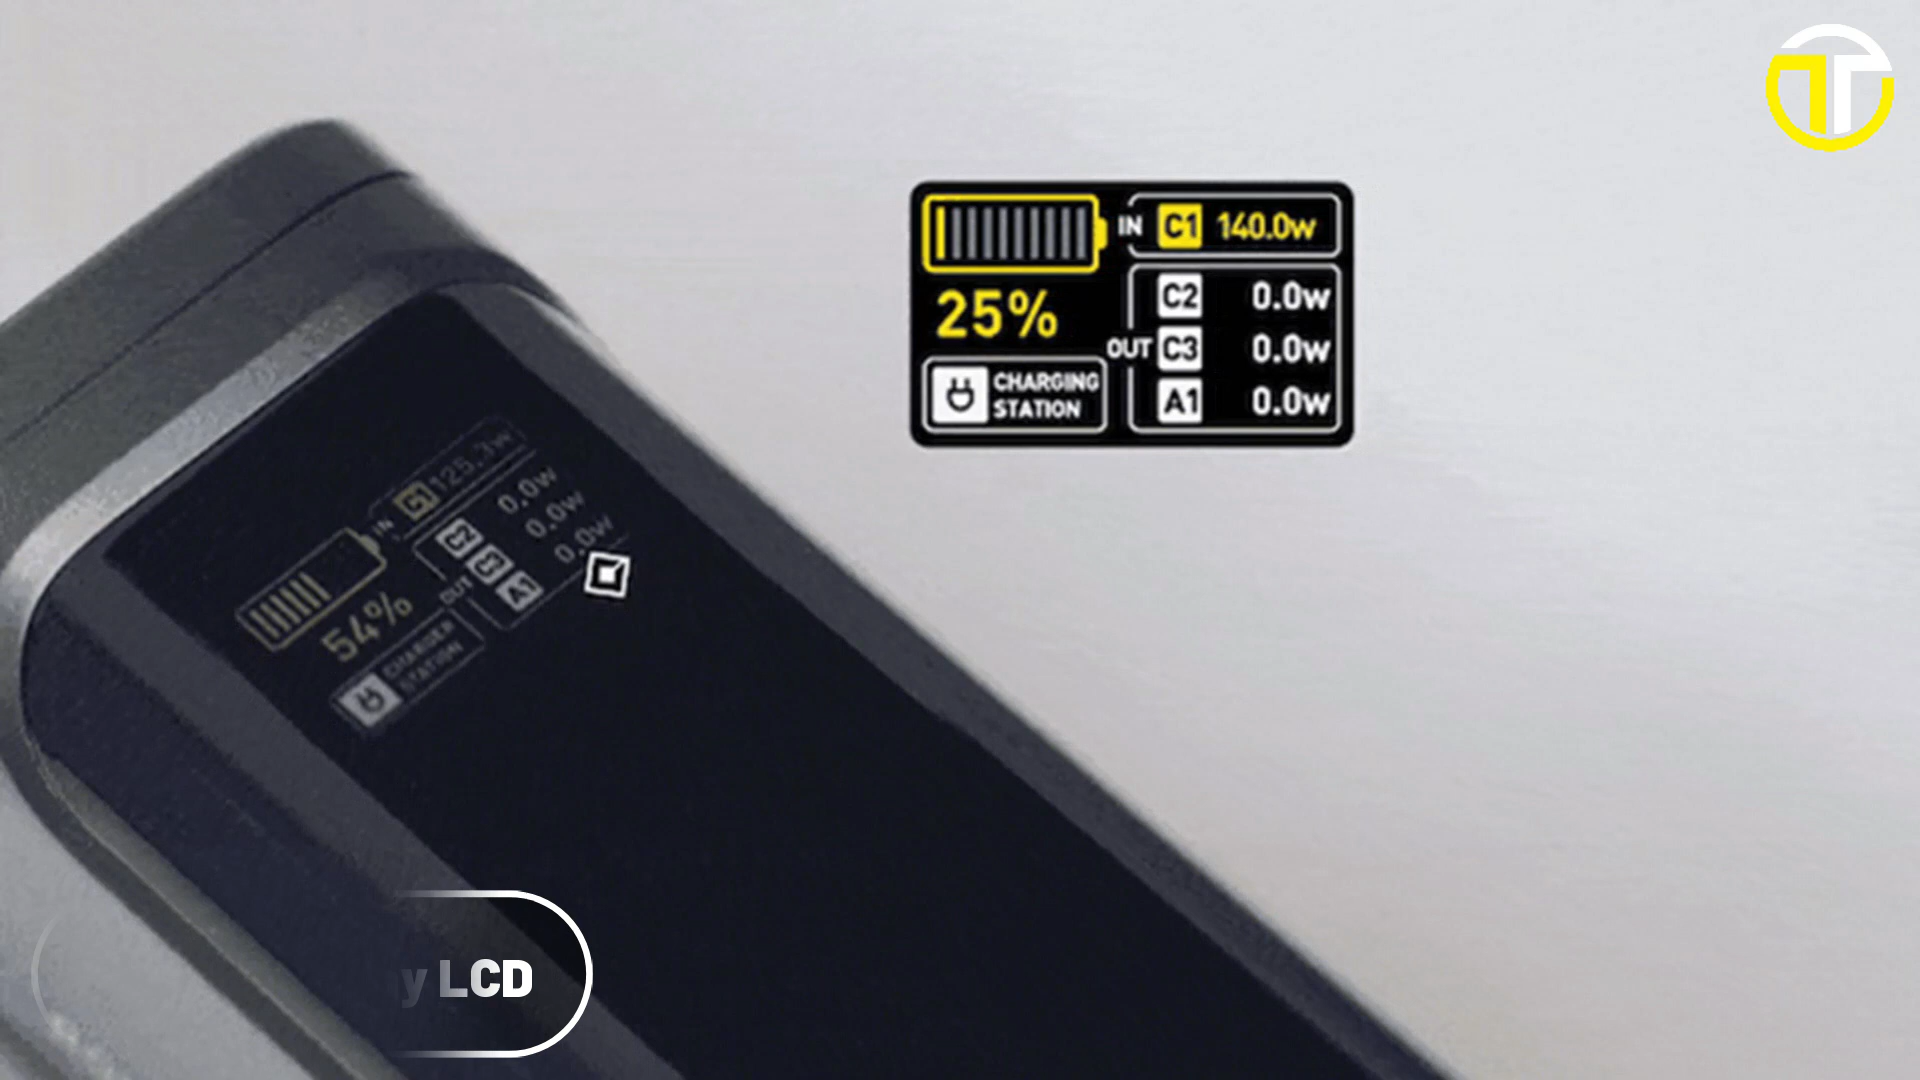 IN C1 140.0w
25%
C2 0.0w
OUT C3 0.0w
A1 0.0w
CHARGING
STATION
IN C1 125.3w
C2 0.0w
C3 0.0w
OUT A1 0.0w
54%
CHARGER
STATION
y LCD